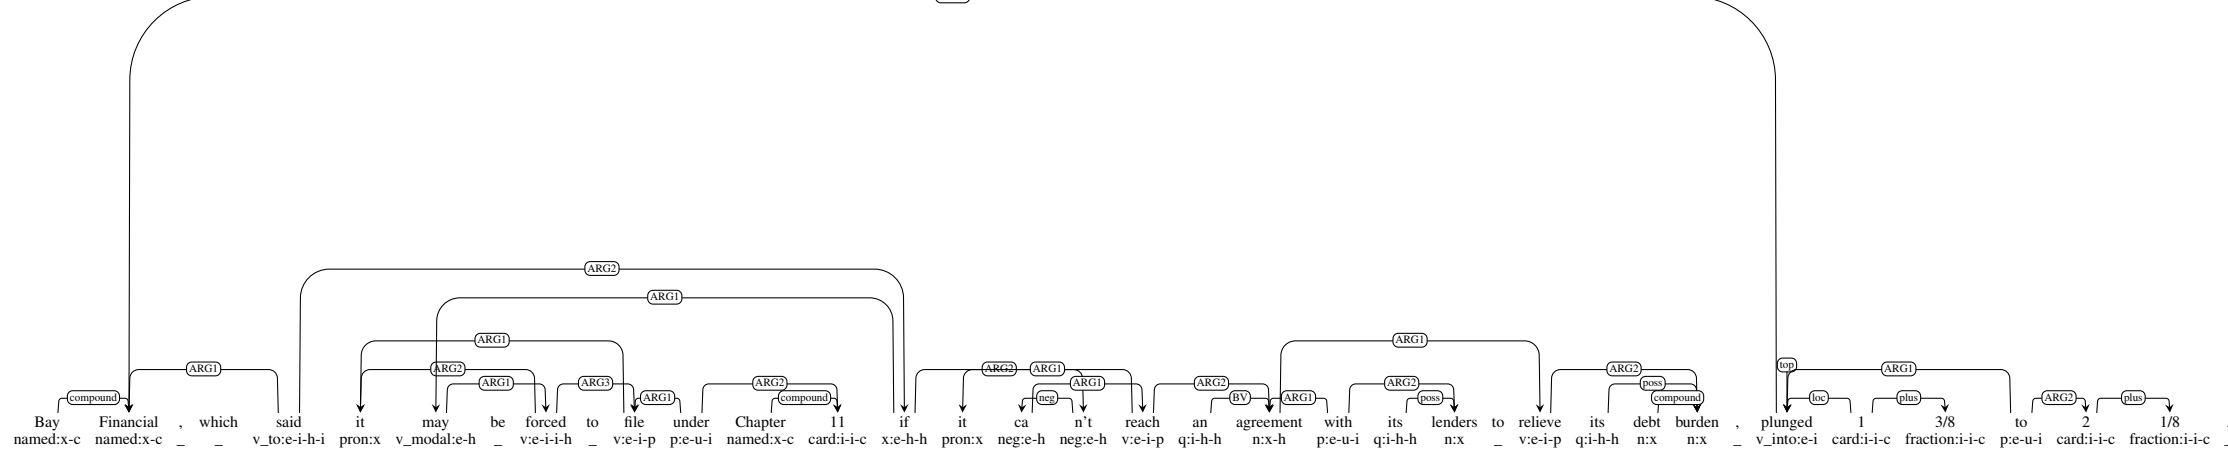 ARG2
ARG1
ARG1 ARG1
ARG1 ARG2 ARG2 ARG1 ARG2 top ARG1
ARG1 ARG3 ARG2 ARG1 ARG2 ARG2 poss
compound ARG1 compound neg BV ARG1 poss compound loc plus ARG2 plus
Bay Financial , which said it may be forced to file under Chapter 11 if it ca n't reach an agreement with its lenders to relieve its debt burden , plunged 1 3/8 to 2 1/8
named:x-c named:x-c _ _ v_to:e-i-h-i pron:x v_modal:e-h _ v:e-i-i-h _ v:e-i-p p:e-u-i named:x-c card:i-i-c x:e-h-h pron:x neg:e-h neg:e-h v:e-i-p q:i-h-h n:x-h p:e-u-i q:i-h-h n:x _ v:e-i-p q:i-h-h n:x n:x _ v_into:e-i card:i-i-c fraction:i-i-c p:e-u-i card:i-i-c fraction:i-i-c